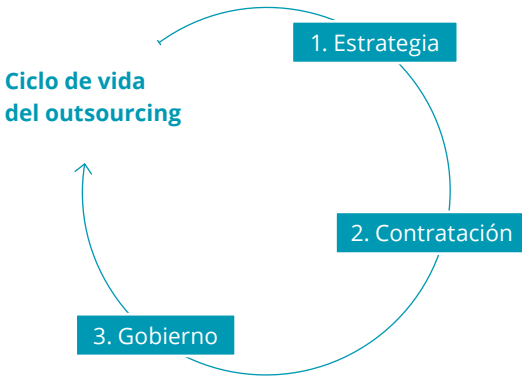 Ciclo de vida
del outsourcing
1. Estrategia
2. Contratación
3. Gobierno